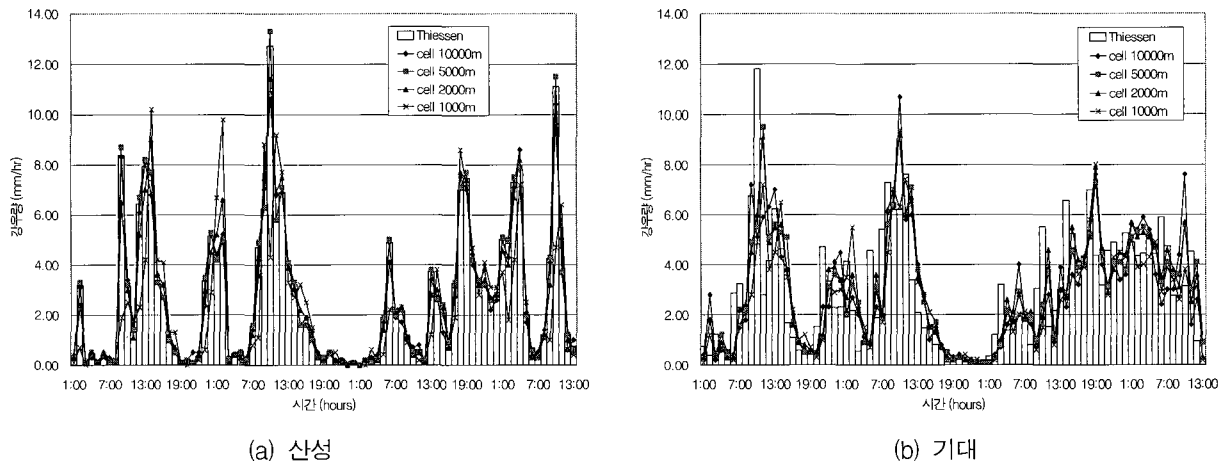 14.00
12.00
10.00
8.00
6.00
4.00
2.00
0.00
강우량 (mm/hr)
Thiessen
cell 10000m
cell 5000m
cell 2000m
cell 1000m
1:00 7:00 13:00 19:00 1:00 7:00 13:00 19:00 1:00 7:00 13:00 19:00 1:00 7:00 13:00
시간 (hours)
(a) 산성
14.00
12.00
10.00
8.00
6.00
4.00
2.00
0.00
강우량 (mm/hr)
Thiessen
cell 10000m
cell 5000m
cell 2000m
cell 1000m
1:00 7:00 13:00 19:00 1:00 7:00 13:00 19:00 1:00 7:00 13:00 19:00 1:00 7:00 13:00
시간 (hours)
(b) 기대